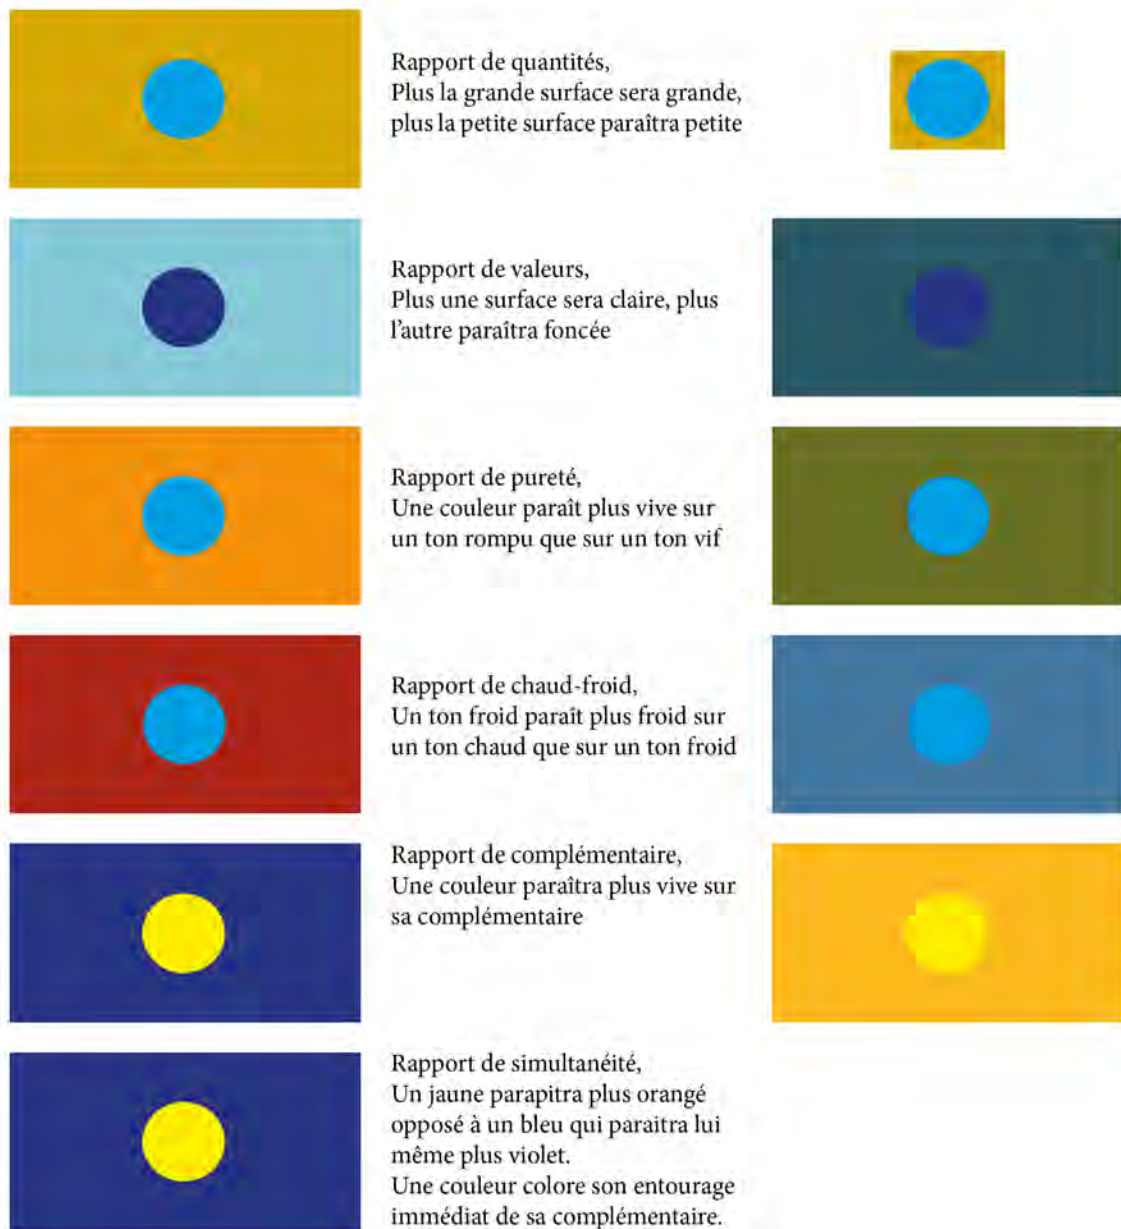 Rapport de quantités,
Plus la grande surface sera grande,
plus la petite surface paraîtra petite
Rapport de valeurs,
Plus une surface sera claire, plus
l'autre paraîtra foncée
Rapport de pureté,
Une couleur paraît plus vive sur
un ton rompu que sur un ton vif
Rapport de chaud-froid,
Un ton froid paraît plus froid sur
un ton chaud que sur un ton froid
Rapport de complémentaire,
Une couleur paraîtra plus vive sur
sa complémentaire
Rapport de simultanéité,
Un jaune parapitra plus orangé
opposé à un bleu qui paraitra lui
même plus violet.
Une couleur colore son entourage
immédiat de sa complémentaire.